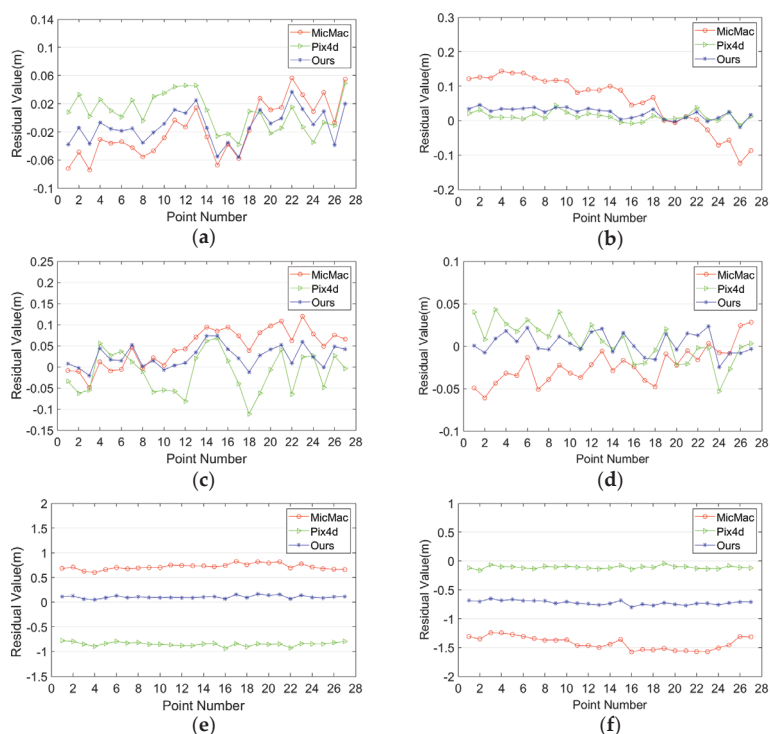 0.14
0.1
0.06
0.02
-0.02
-0.06
-0.1
Residual Value(m)
0 2 4 6 8 10 12 14 16 18 20 22 24 26 28
Point Number
MicMac
Pix4d
Ours
(a)
0.3
0.2
0.1
0
-0.1
-0.2
Residual Value(m)
0 2 4 6 8 10 12 14 16 18 20 22 24 26 28
Point Number
MicMac
Pix4d
Ours
(b)
0.25
0.2
0.15
0.1
0.05
0
-0.05
-0.1
-0.15
Residual Value(m)
0 2 4 6 8 10 12 14 16 18 20 22 24 26 28
Point Number
MicMac
Pix4d
Ours
(c)
0.1
0.05
0
-0.05
-0.1
Residual Value(m)
0 2 4 6 8 10 12 14 16 18 20 22 24 26 28
Point Number
MicMac
Pix4d
Ours
(d)
2
1.5
1
0.5
0
-0.5
-1
-1.5
Residual Value(m)
0 2 4 6 8 10 12 14 16 18 20 22 24 26 28
Point Number
MicMac
Pix4d
Ours
(e)
1
0.5
0
-0.5
-1
-1.5
-2
Residual Value(m)
0 2 4 6 8 10 12 14 16 18 20 22 24 26 28
Point Number
MicMac
Pix4d
Ours
(f)